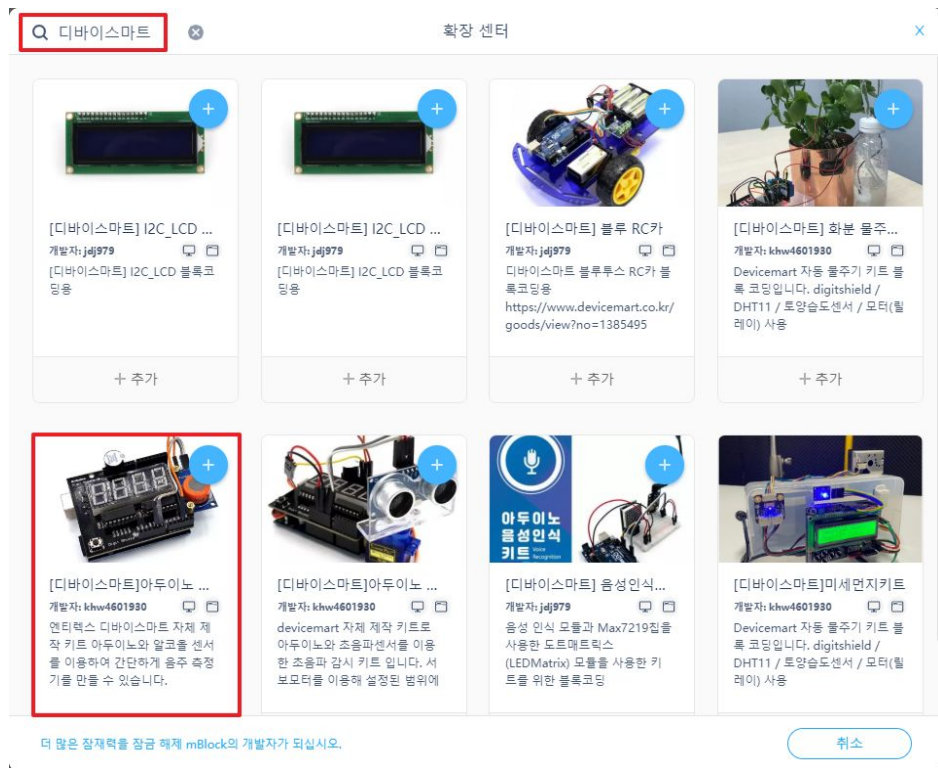 디바이스마트
확장 센터
X
[디바이스마트] I2C_LCD ...
개발자: jdj979
[디바이스마트] I2C_LCD 블록코
딩용
+ 추가
[디바이스마트] I2C_LCD ...
개발자: jdj979
[디바이스마트] I2C_LCD 블록코
딩용
+ 추가
[디바이스마트] 블루 RC카
개발자: jdj979
디바이스마트 블루투스 RC카 블
록코딩용
https://www.devicemart.co.kr/
goods/view?no=1385495
+ 추가
[디바이스마트] 화분 물주...
개발자: khw4601930
Devicemart 자동 물주기 키트 블
록 코딩입니다. digitshield /
DHT11 / 토양습도센서 / 모터(릴
레이) 사용
+ 추가
[디바이스마트]아두이노 ...
개발자: khw4601930
엔티렉스 디바이스마트 자체 제
작 키트 아두이노와 알코올 센서
를 이용하여 간단하게 음주 측정
기를 만들 수 있습니다.
[디바이스마트]아두이노 ...
개발자: khw4601930
devicemart 자체 제작 키트로
아두이노와 초음파센서를 이용
한 초음파 감시 키트 입니다. 서
보모터를 이용해 설정된 범위에
아두이노
음성인식
키트 Voice Recognition
[디바이스마트] 음성인식...
개발자: jdj979
음성 인식 모듈과 Max7219칩을
사용한 도트매트릭스
(LEDMatrix) 모듈을 사용한 키
트를 위한 블록코딩
[디바이스마트]미세먼지키트
개발자: khw4601930
Devicemart 자동 물주기 키트 블
록 코딩입니다. digitshield /
DHT11 / 토양습도센서 / 모터(릴
레이) 사용
더 많은 잠재력을 잠금 해제 mBlock의 개발자가 되십시오.
취소